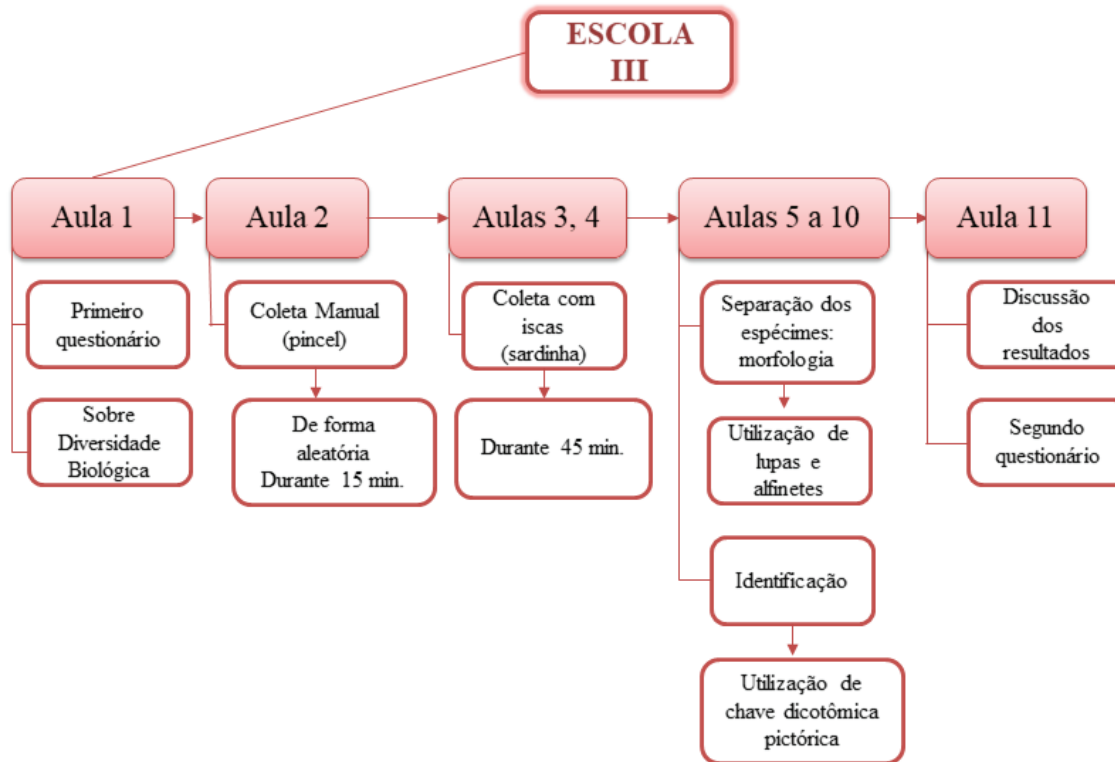 ESCOLA
III
Aula 1
Aula 2
Aulas 3, 4
Aulas 5 a 10
Aula 11
Primeiro
questionário
Sobre
Diversidade
Biológica
Coleta Manual
(pincel)
De forma
aleatória
Durante 15 min.
Coleta com
iscas
(sardinha)
Durante 45 min.
Separação dos
espécimes:
morfologia
Utilização de
lupas e
alfinetes
Identificação
Utilização de
chave dicotômica
pictórica
Discussão
dos
resultados
Segundo
questionário